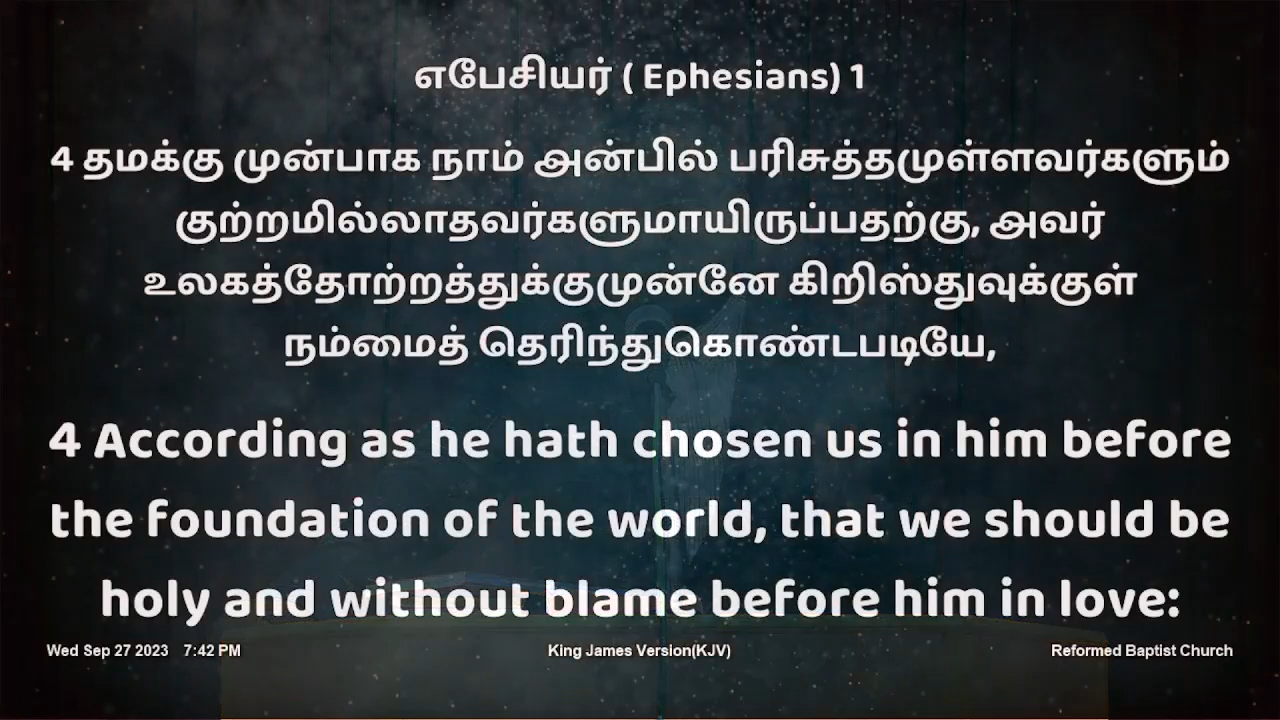 எபேசியர் ( Ephesians) 1
4 தமக்கு முன்பாக நாம் அன்பில் பரிசுத்தமுள்ளவர்களும்
குற்றமில்லாதவர்களுமாயிருப்பதற்கு, அவர்
உலகத்தோற்றத்துக்குமுன்னே கிறிஸ்துவுக்குள்
நம்மைத் தெரிந்துகொண்டபடியே,
4 According as he hath chosen us in him before
the foundation of the world, that we should be
holy and without blame before him in love:
Wed Sep 27 2023 7:42 PM King James Version(KJV) Reformed Baptist Church